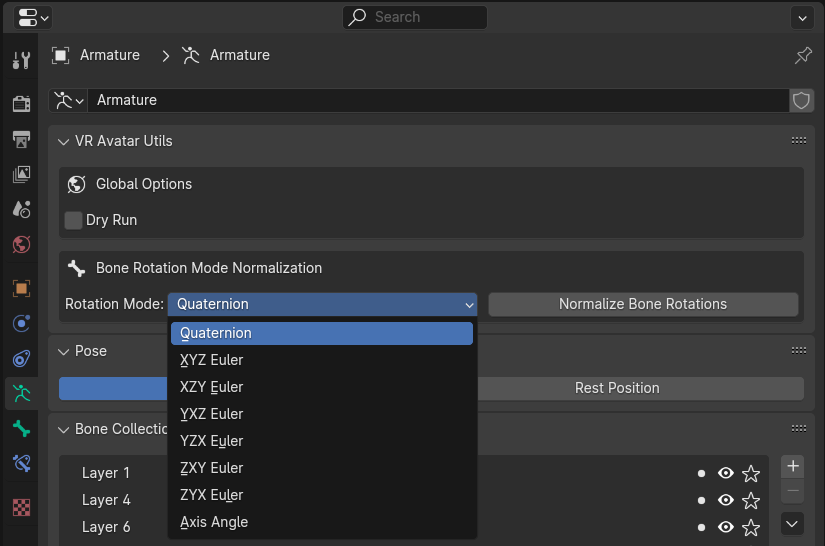 Search
Armature Armature
Armature
VR Avatar Utils
Global Options
Dry Run
Bone Rotation Mode Normalization
Rotation Mode: Quaternion Normalize Bone Rotations
Quaternion
Pose
XYZ Euler
XZY Euler
Rest Position
YXZ Euler
Bone Collectio
YZX Euler
ZXY Euler
Layer 1
ZYX Euler
Layer 4
Axis Angle
Layer 6